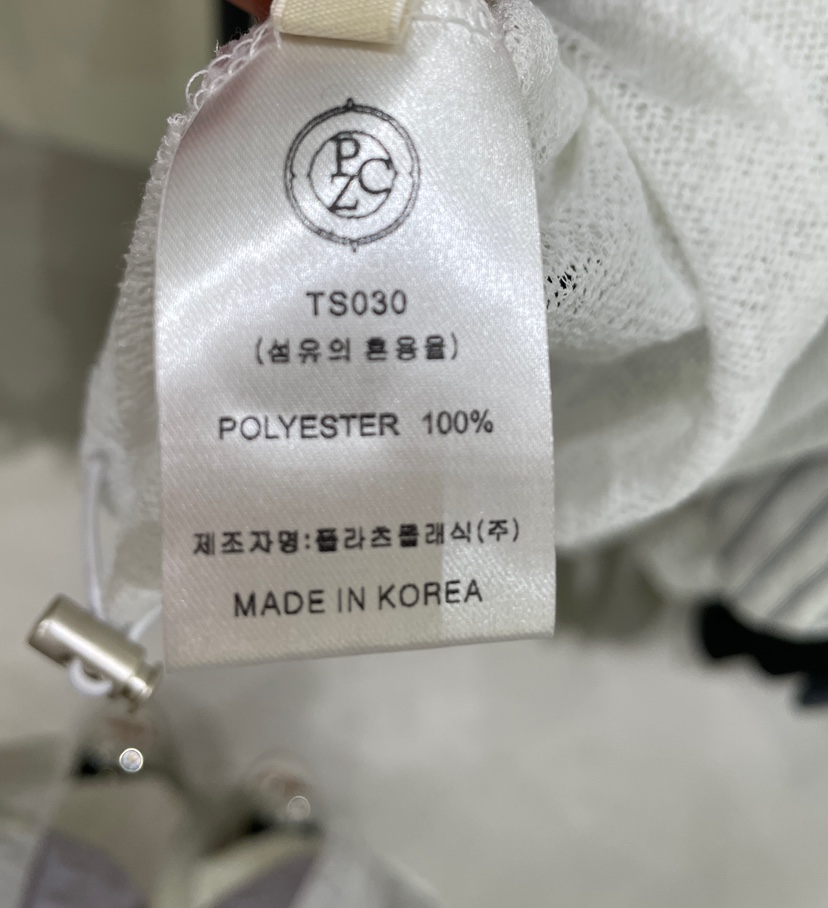 PZC
TS030
(섬유의 혼용율)
POLYESTER 100%
제조자명:플라츠콜래식(주)
MADE IN KOREA